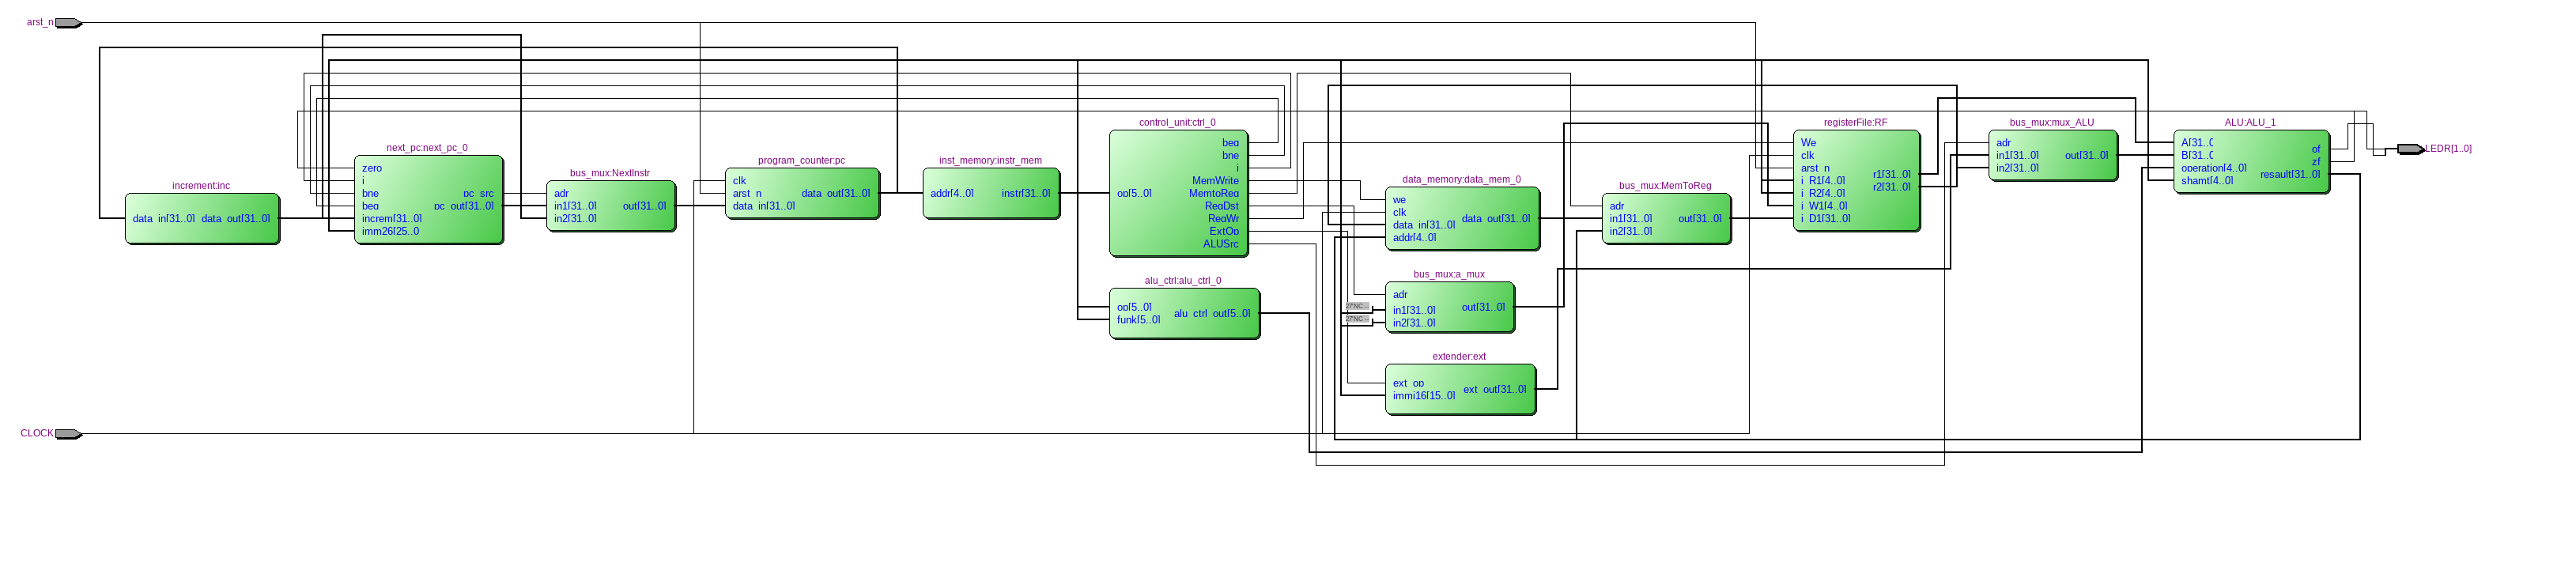 arst_n
CLOCK
increment:inc
data_in[31..0] data_out[31..0]
next_pc:next_pc_0
zero
i
bne
beq
increm[31..0]
imm26[25..0
pc_src
pc_out[31..0]
bus_mux:NextInstr
adr
in1[31..0]
in2[31..0]
out[31..0]
program_counter:pc
clk
arst_n
data_in[31..0]
data_out[31..0]
inst_memory:instr_mem
addr[4..0]
instr[31..0]
control_unit:ctrl_0
op[5..0]
beq
bne
i
MemWrite
MemtoReg
RegDst
RegWr
ExtOp
ALUSrc
alu_ctrl:alu_ctrl_0
op[5..0]
funk[5..0]
alu_ctrl_out[5..0]
data_memory:data_mem_0
we
clk
data_in[31..0]
addr[4..0]
data_out[31..0]
bus_mux:a_mux
adr
in1[31..0]
in2[31..0]
out[31..0]
extender:ext
ext_op
immi16[15..0]
ext_out[31..0]
bus_mux:MemToReg
adr
in1[31..0]
in2[31..0]
out[31..0]
registerFile:RF
We
clk
arst_n
i_R1[4..0]
i_R2[4..0]
i_W1[4..0]
i_D1[31..0]
r1[31..0]
r2[31..0]
bus_mux:mux_ALU
adr
in1[31..0]
in2[31..0]
out[31..0]
ALU:ALU_1
A[31..0
B[31..0
operation[4..0]
shamt[4..0]
of
zf
resault[31..0]
LEDR[1..0]